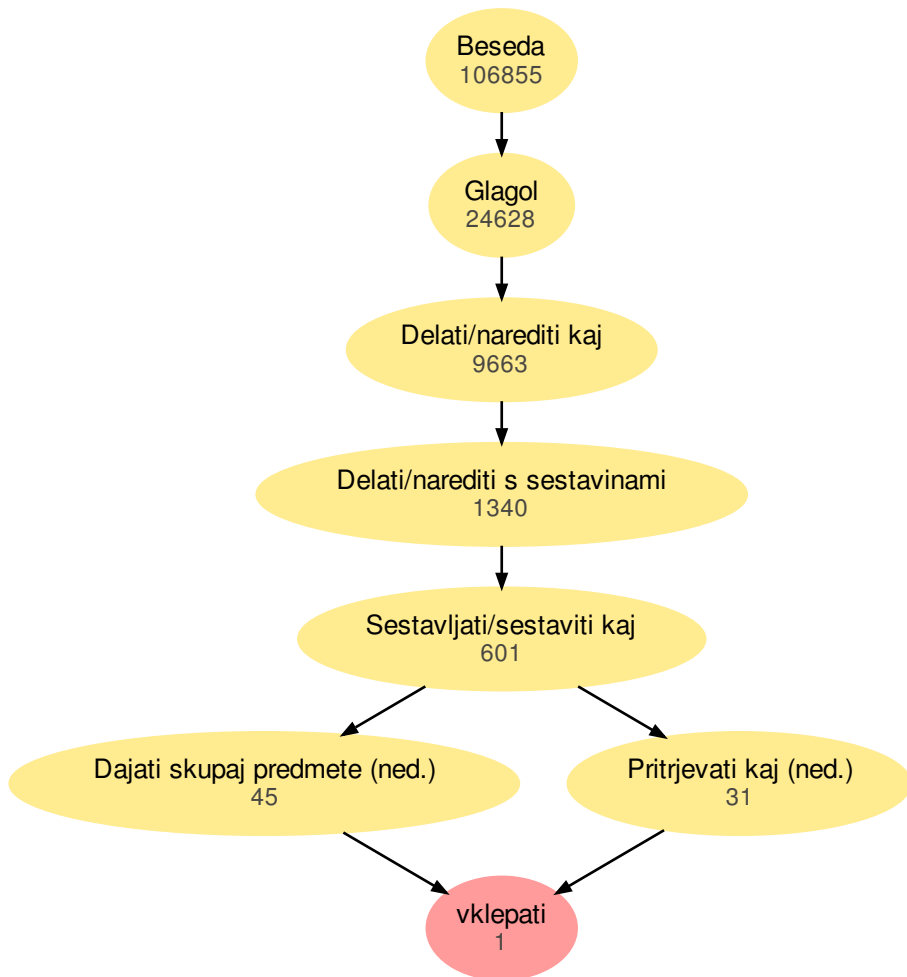 Beseda
106855
Glagol
24628
Delati/narediti kaj
9663
Delati/narediti s sestavinami
1340
Sestavljati/sestaviti kaj
601
Dajati skupaj predmete (ned.)
45
Pritrjevati kaj (ned.)
31
vklepati
1